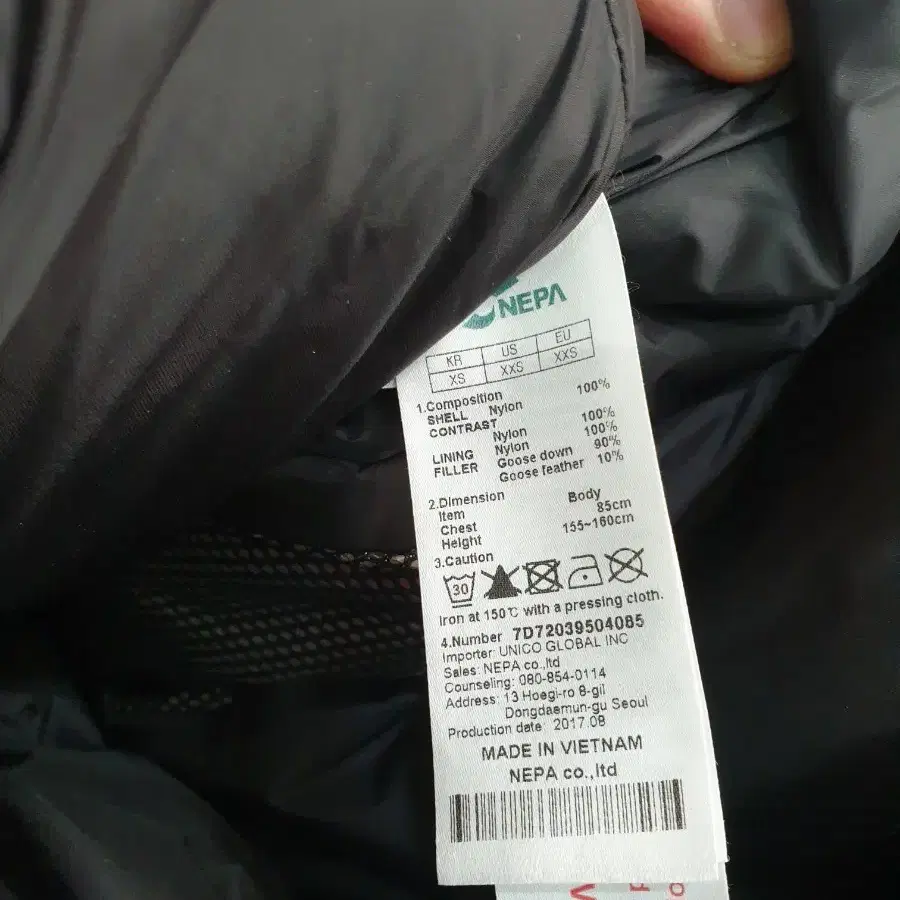 NEPA
KR US EU
XS XXS XXS
1.Composition
SHELL Nylon 100%
CONTRAST
Nylon 100%
LINING Nylon 100%
FILLER Goose down 90%
Goose feather 10%
2.Dimension
Item Body
Chest 85cm
Height 155~160cm
3.Caution
30
Iron at 150℃ with a pressing cloth.
4.Number 7D72039504085
Importer: UNICO GLOBAL INC
Sales: NEPA co.,ltd
Counseling: 080-854-0114
Address: 13 Hoegi-ro 8-gil
Dongdaemun-gu Seoul
Production date: 2017.08
MADE IN VIETNAM
NEPA co.,ltd